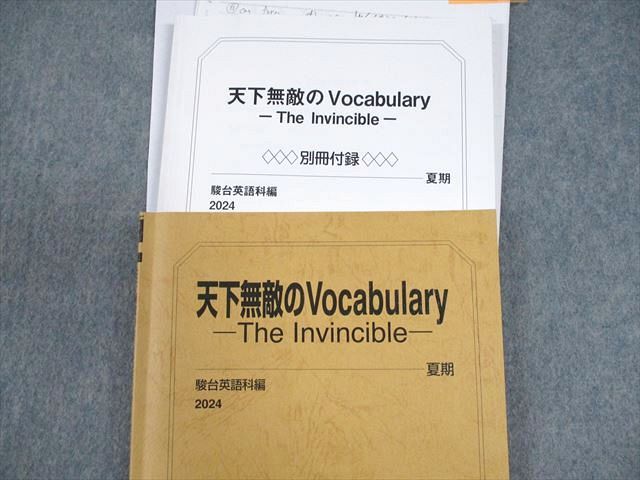 天下無敵のVocabulary
－The Invincible－
◇◇◇別冊付録◇◇◇
夏期
駿台英語科編
2024
天下無敵のVocabulary
―The Invincible―
夏期
駿台英語科編
2024